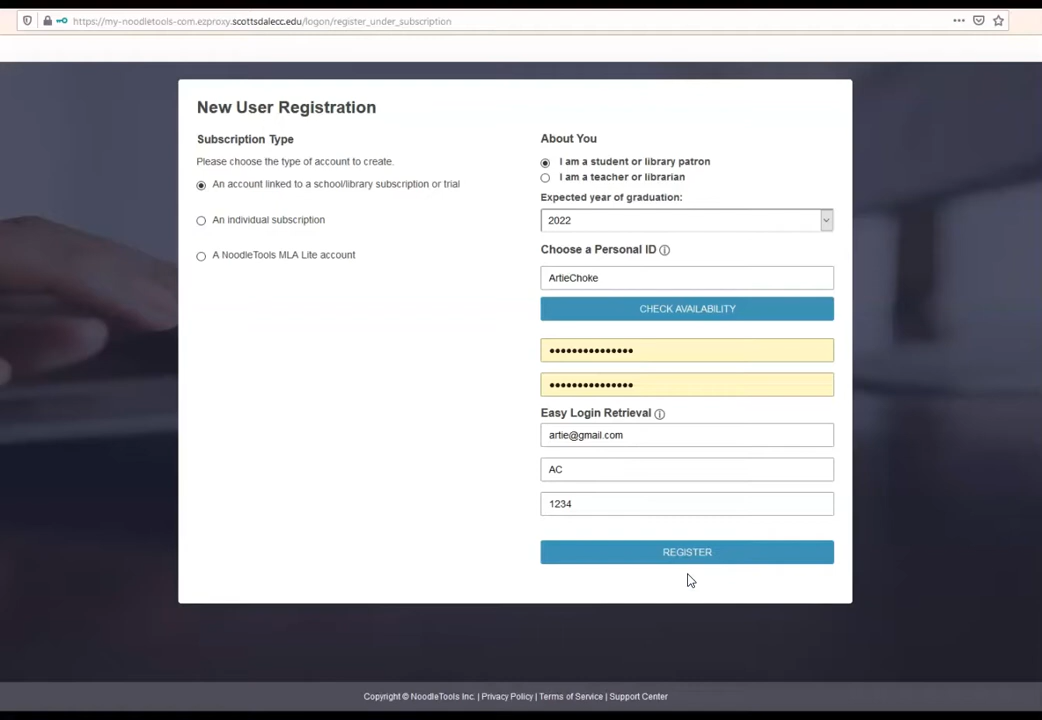 https://my-noodletools-com.ezproxy.scottsdalecc.edu/logon/register_under_subscription
New User Registration
Subscription Type
Please choose the type of account to create.
An account linked to a school/library subscription or trial
An individual subscription
A NoodleTools MLA Lite account
About You
I am a student or library patron
I am a teacher or librarian
Expected year of graduation:
2022
Choose a Personal ID
ArtieChoke
CHECK AVAILABILITY
•••••••••••••••
•••••••••••••••
Easy Login Retrieval
artie@gmail.com
AC
1234
REGISTER
Copyright © NoodleTools Inc. | Privacy Policy | Terms of Service | Support Center